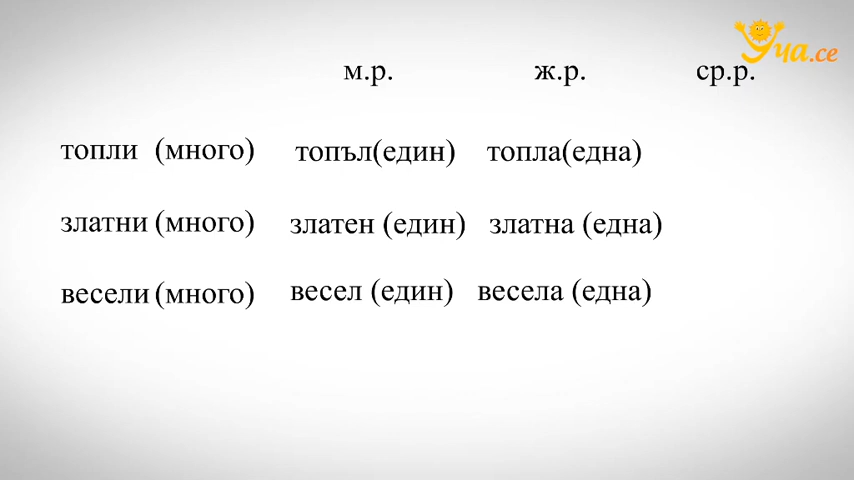 Уча.се
м.р. ж.р. ср.р.
топли (много) топъл(един) топла(една)
златни (много) златен (един) златна (една)
весели (много) весел (един) весела (една)